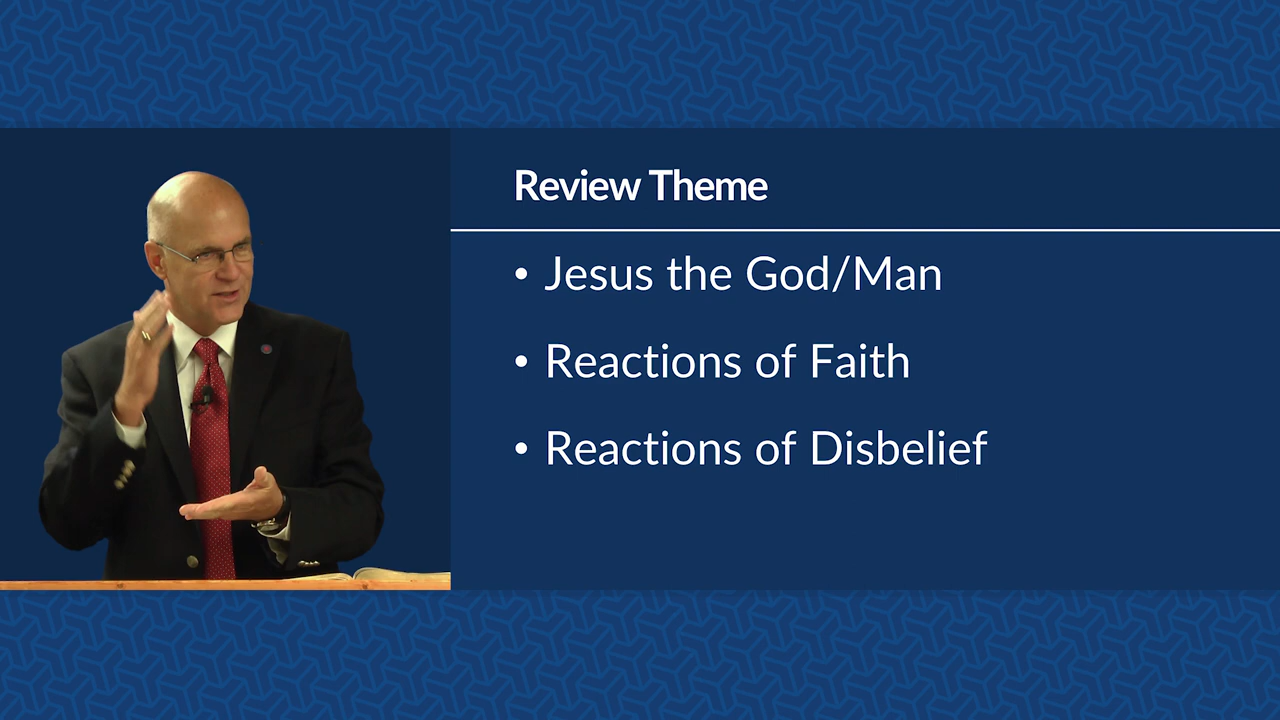 Review Theme
• Jesus the God/Man
• Reactions of Faith
• Reactions of Disbelief